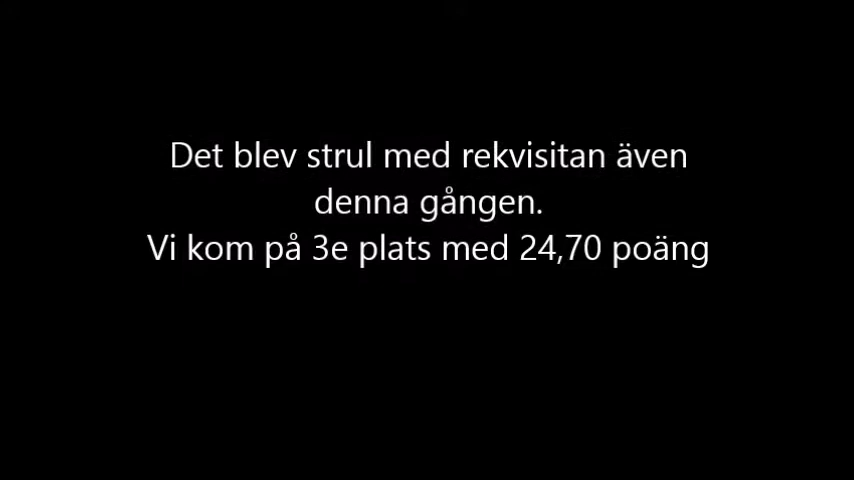 Det blev strul med rekvisitan även
denna gången.
Vi kom på 3e plats med 24,70 poäng